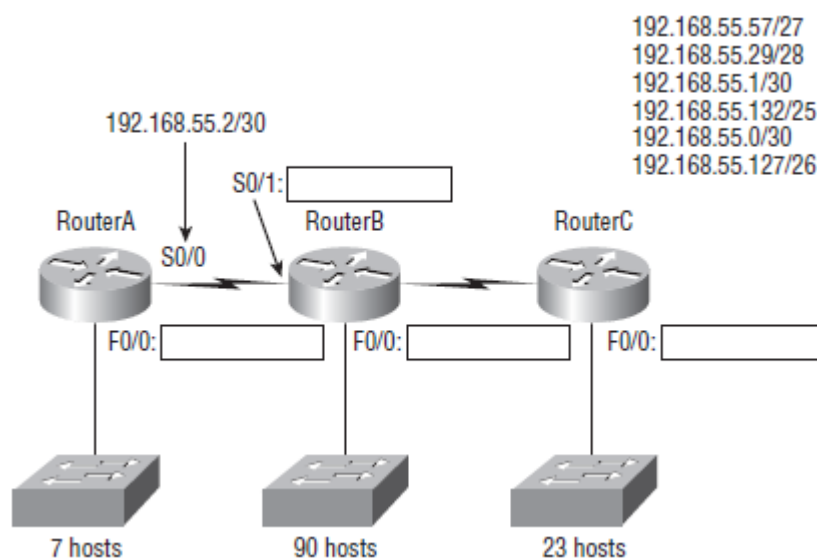 192.168.55.57/27
192.168.55.29/28
192.168.55.1/30
192.168.55.132/25
192.168.55.0/30
192.168.55.127/26
192.168.55.2/30
S0/1:
RouterA
RouterB
RouterC
S0/0
F0/0:
F0/0:
F0/0:
7 hosts
90 hosts
23 hosts